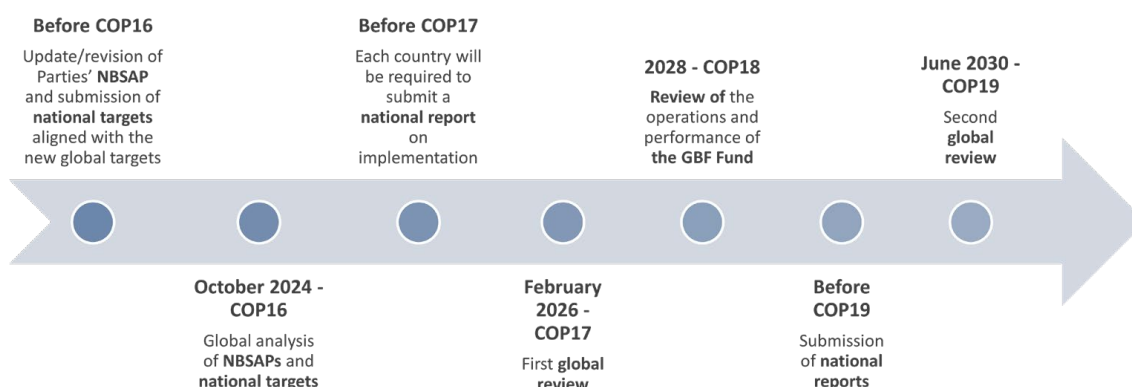 Before COP16
Update/revision of
Parties' NBSAP
and submission of
national targets
aligned with the
new global targets
October 2024 -
COP16
Global analysis
of NBSAPs and
national targets
Before COP17
Each country will
be required to
submit a
national report
on
implementation
February
2026 -
COP17
First global
review
2028 - COP18
Review of the
operations and
performance of
the GBF Fund
Before
COP19
Submission
of national
reports
June 2030 -
COP19
Second
global
review